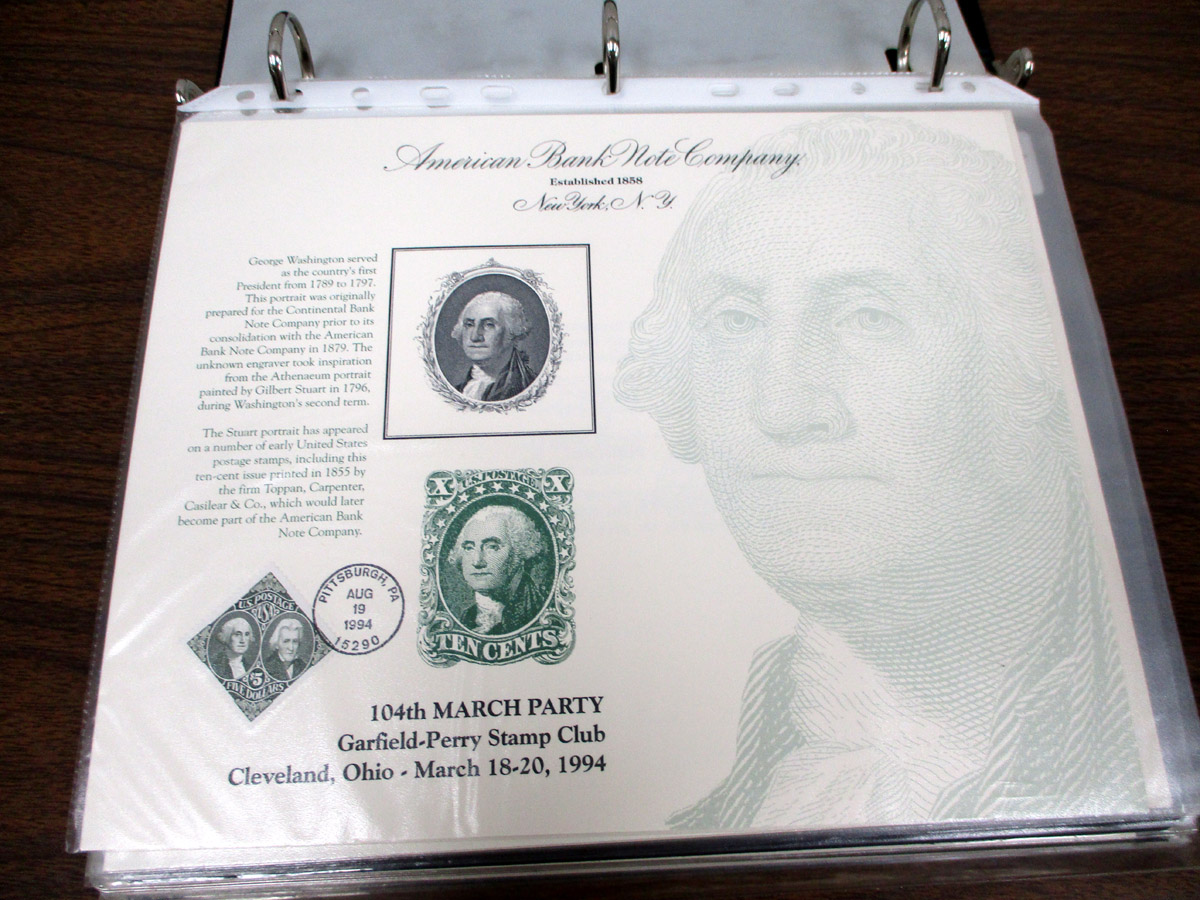 American Bank Note Company
Established 1858
New York, N.Y.
George Washington served
as the country's first
President from 1789 to 1797.
This portrait was originally
prepared for the Continental Bank
Note Company prior to its
consolidation with the American
Bank Note Company in 1879. The
unknown engraver took inspiration
from the Athenaeum portrait
painted by Gilbert Stuart in 1796,
during Washington's second term.
The Stuart portrait has appeared
on a number of early United States
postage stamps, including this
ten-cent issue printed in 1855 by
the firm Toppan, Carpenter,
Casilear & Co., which would later
become part of the American Bank
Note Company.
X U.S. POSTAGE X
TEN CENTS
U.S. POSTAGE
$5
FIVE DOLLARS
PITTSBURGH, PA
AUG
19
1994
15290
104th MARCH PARTY
Garfield-Perry Stamp Club
Cleveland, Ohio - March 18-20, 1994